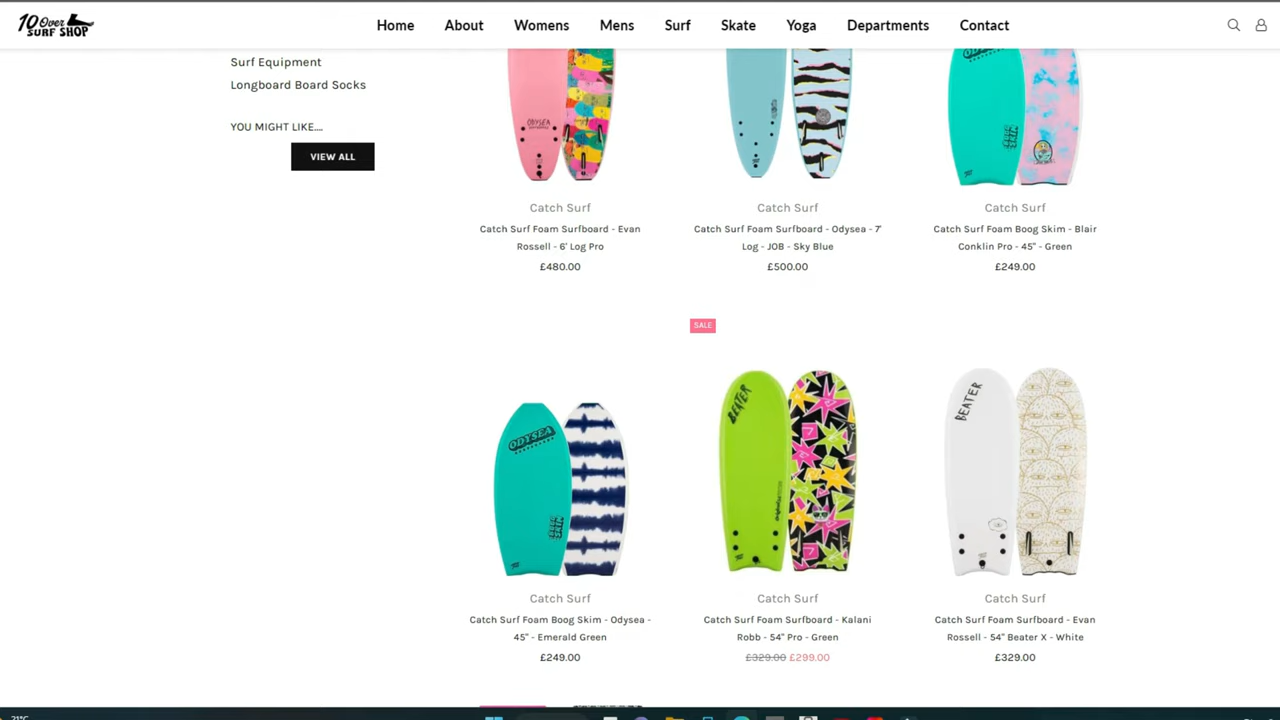 10 Over
SURF SHOP
Home
About
Womens
Mens
Surf
Skate
Yoga
Departments
Contact
Surf Equipment
Longboard Board Socks
YOU MIGHT LIKE....
VIEW ALL
ODYSEA
Catch Surf
Catch Surf Foam Surfboard - Evan
Rossell - 6' Log Pro
£480.00
Catch Surf
Catch Surf Foam Surfboard - Odysea - 7'
Log - JOB - Sky Blue
£500.00
Catch Surf
Catch Surf Foam Boog Skim - Blair
Conklin Pro - 45" - Green
£249.00
SALE
ODYSEA
Catch Surf
Catch Surf Foam Boog Skim - Odysea -
45" - Emerald Green
£249.00
BEATER
Catch Surf
Catch Surf Foam Surfboard - Kalani
Robb - 54" Pro - Green
£329.00 £299.00
BEATER
Catch Surf
Catch Surf Foam Surfboard - Evan
Rossell - 54" Beater X - White
£329.00
21°C